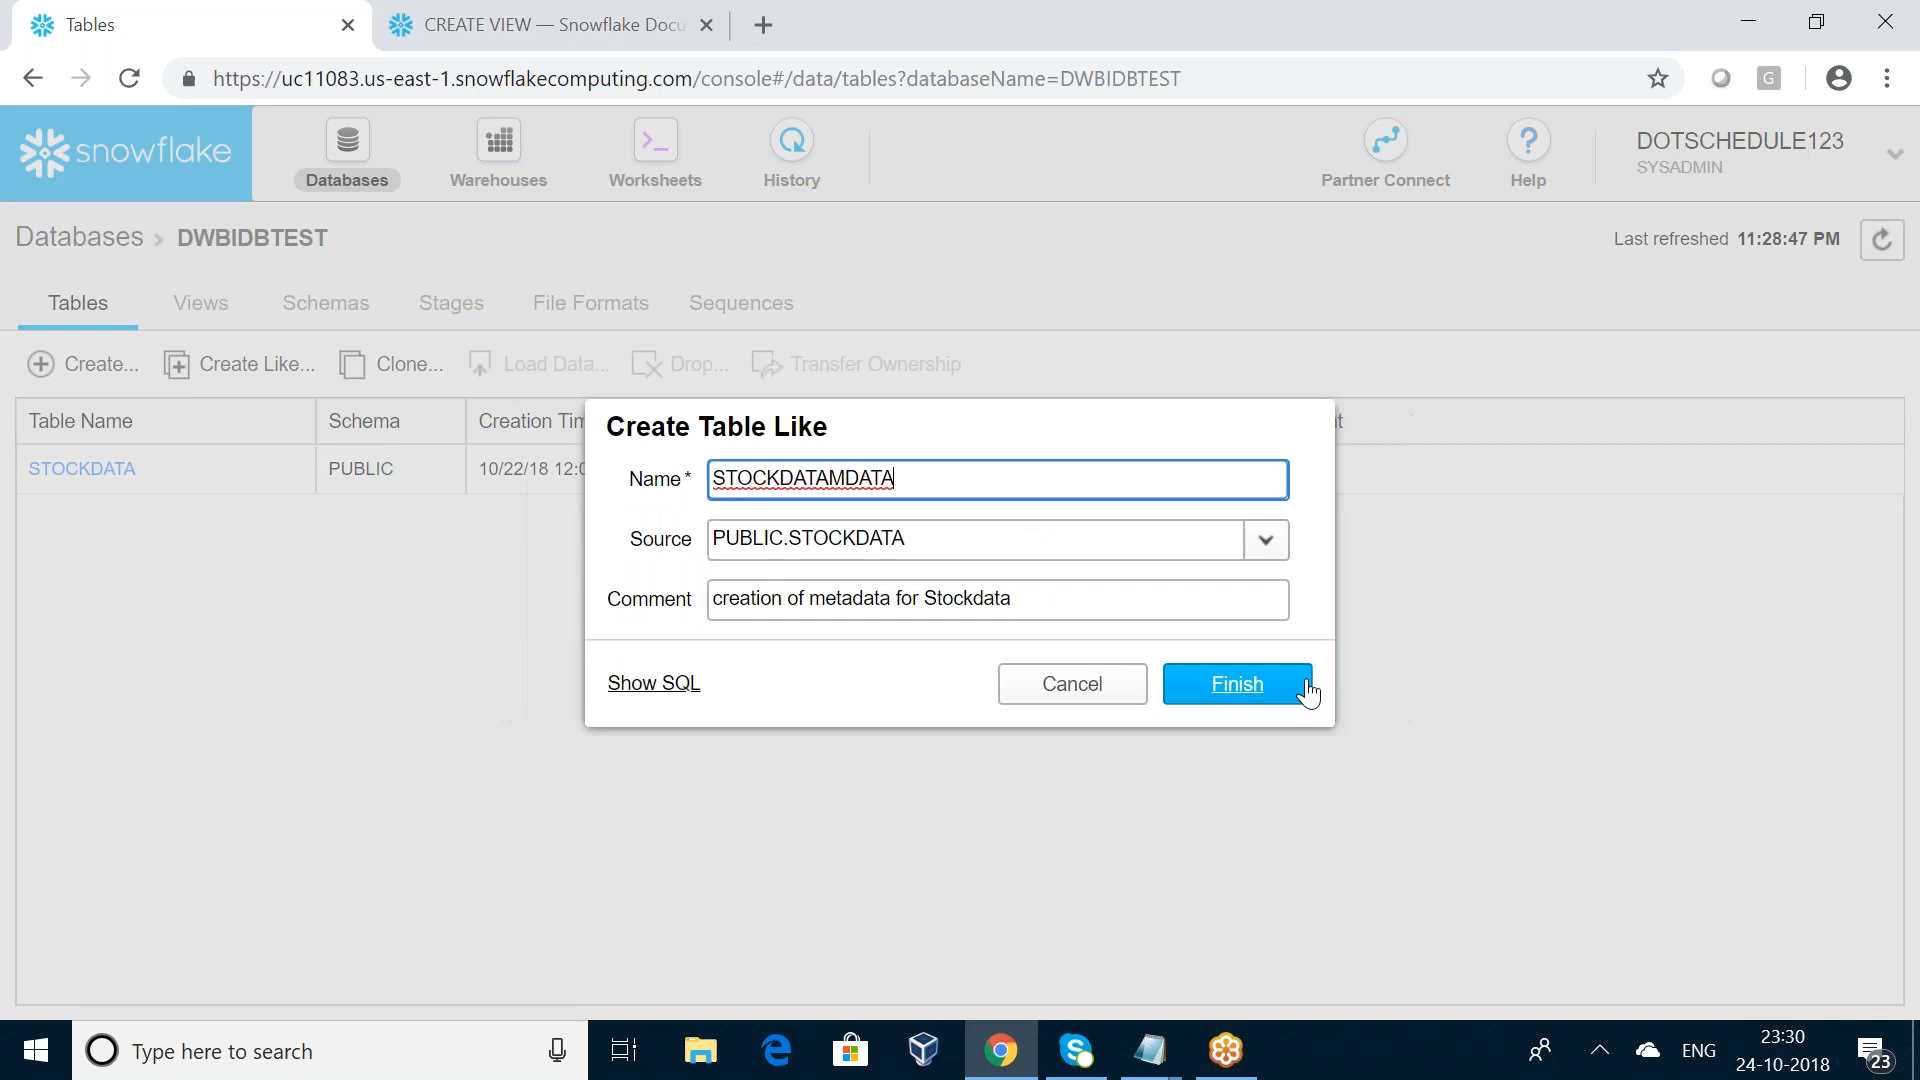 Tables
CREATE VIEW — Snowflake Docu
https://uc11083.us-east-1.snowflakecomputing.com/console#/data/tables?databaseName=DWBIDBTEST
G
snowflake
Databases
Warehouses
Worksheets
History
Partner Connect
Help
DOTSCHEDULE123
SYSADMIN
Databases > DWBIDBTEST
Last refreshed 11:28:47 PM
Tables Views Schemas Stages File Formats Sequences
Create... Create Like... Clone... Load Data... Drop... Transfer Ownership
Table Name Schema Creation Tim
STOCKDATA PUBLIC 10/22/18 12:0
Create Table Like
Name* STOCKDATAMDATA
Source PUBLIC.STOCKDATA
Comment creation of metadata for Stockdata
Show SQL Cancel Finish
Type here to search
ENG
23:30
24-10-2018
23